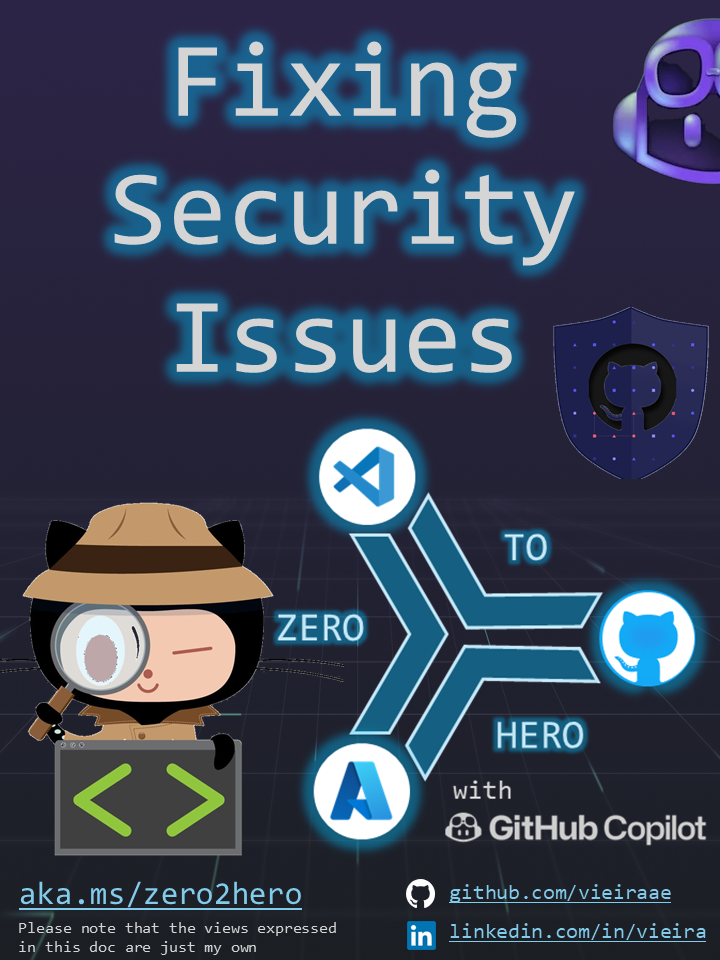 Fixing
Security
Issues
TO
ZERO
HERO
with
GitHub Copilot
aka.ms/zero2hero
Please note that the views expressed
in this doc are just my own
github.com/vieiraae
linkedin.com/in/vieira